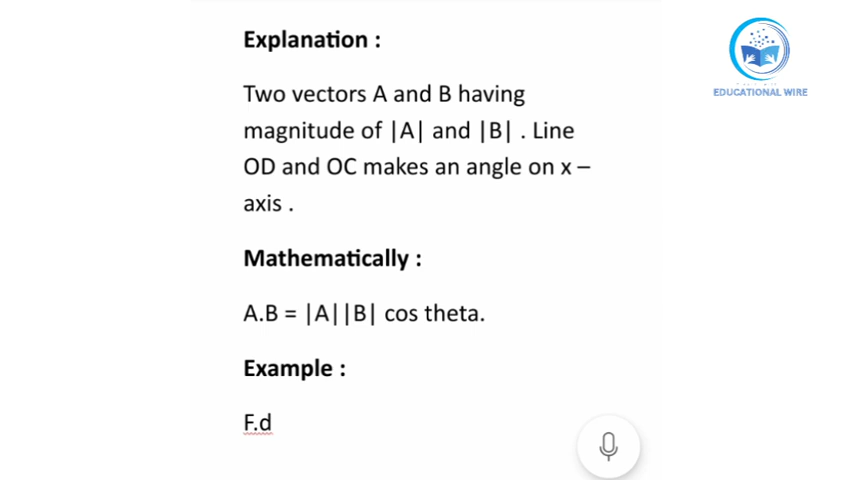 Explanation :
Two vectors A and B having
magnitude of |A| and |B| . Line
OD and OC makes an angle on x –
axis .
Mathematically :
A.B = |A||B| cos theta.
Example :
F.d
EDUCATIONAL WIRE